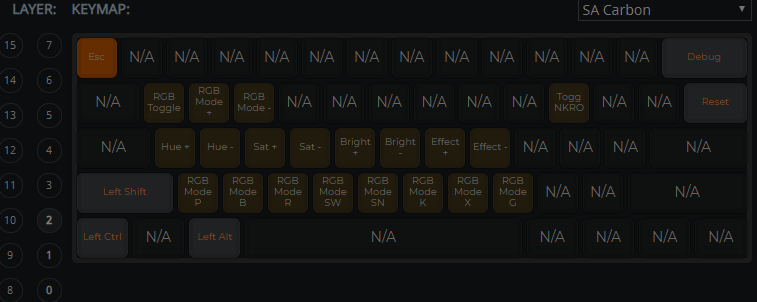 LAYER: KEYMAP: SA Carbon
15 7 Esc N/A N/A N/A N/A N/A N/A N/A N/A N/A N/A N/A N/A Debug
14 6 N/A RGB Toggle RGB Mode + RGB Mode - N/A N/A N/A N/A N/A N/A Togg NKRO N/A N/A Reset
13 5
12 4 N/A Hue + Hue - Sat + Sat - Bright + Bright - Effect + Effect - N/A N/A N/A N/A
11 3 Left Shift RGB Mode P RGB Mode B RGB Mode R RGB Mode SW RGB Mode SN RGB Mode K RGB Mode X RGB Mode G N/A N/A N/A
10 2 Left Ctrl N/A Left Alt N/A N/A N/A N/A N/A
9 1
8 0